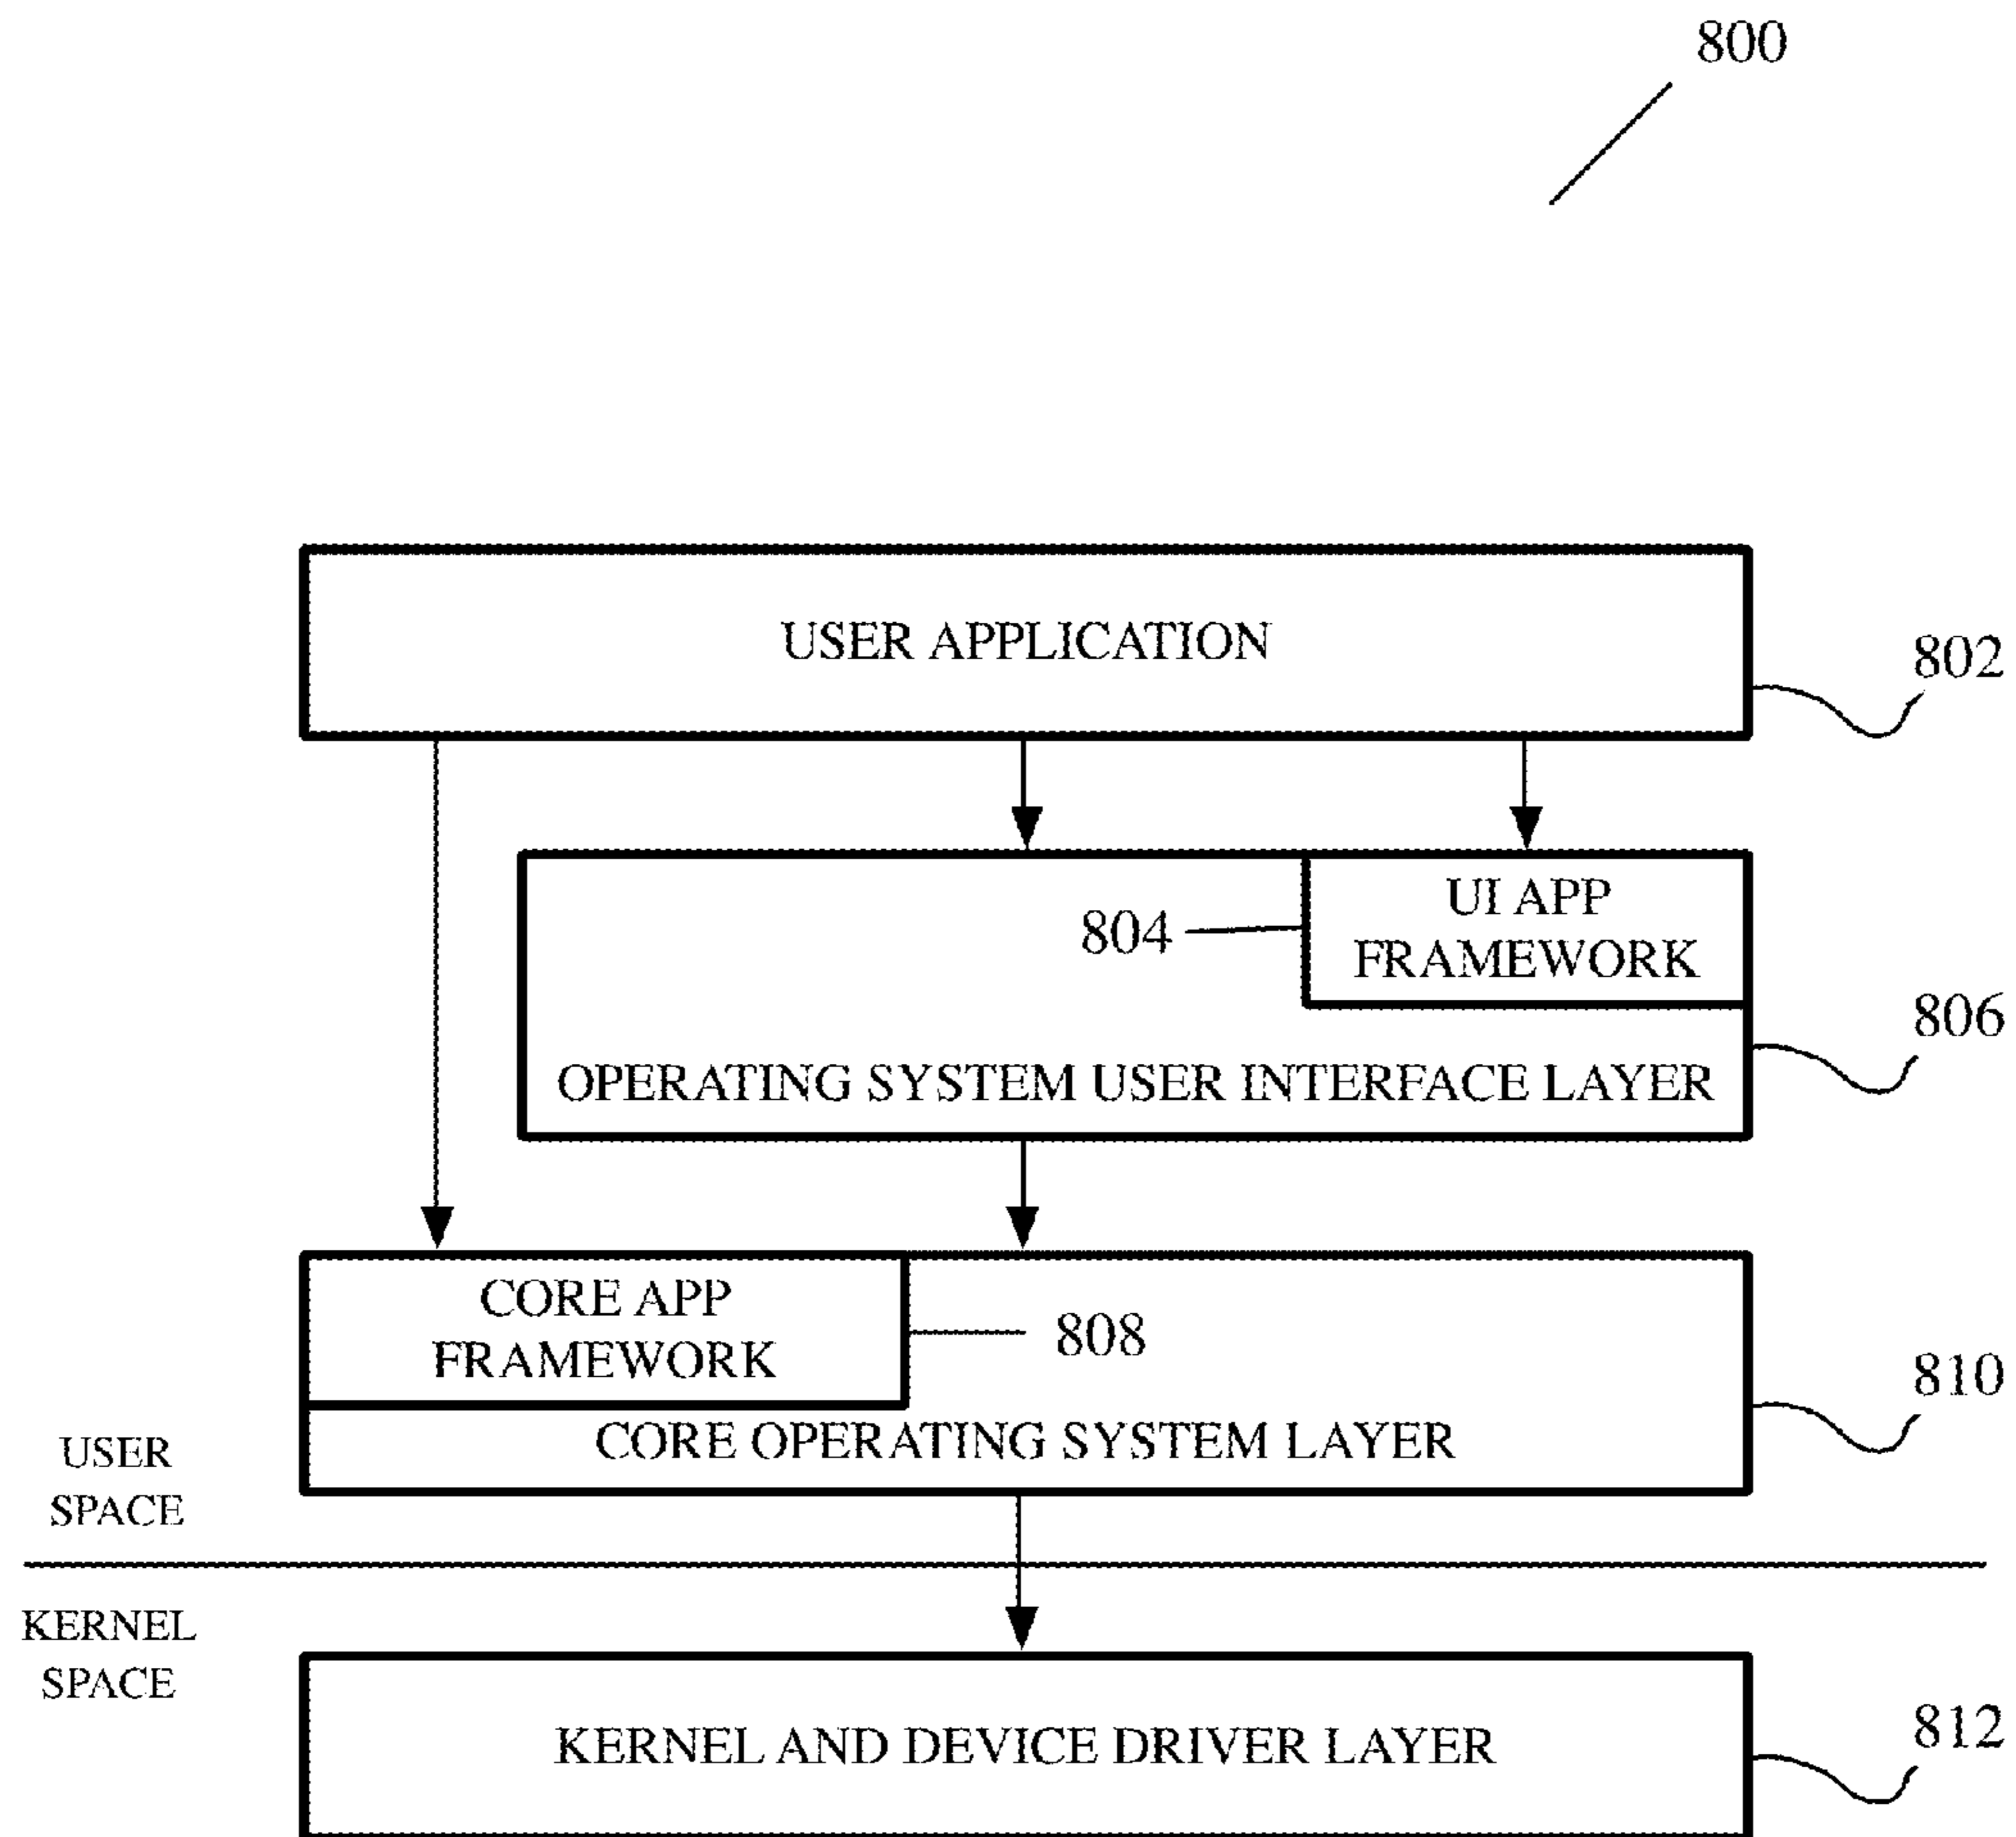 800
USER APPLICATION
802
UI APP
FRAMEWORK
804
806
OPERATING SYSTEM USER INTERFACE LAYER
CORE APP
FRAMEWORK
808
810
CORE OPERATING SYSTEM LAYER
USER
SPACE
KERNEL
SPACE
KERNEL AND DEVICE DRIVER LAYER
812